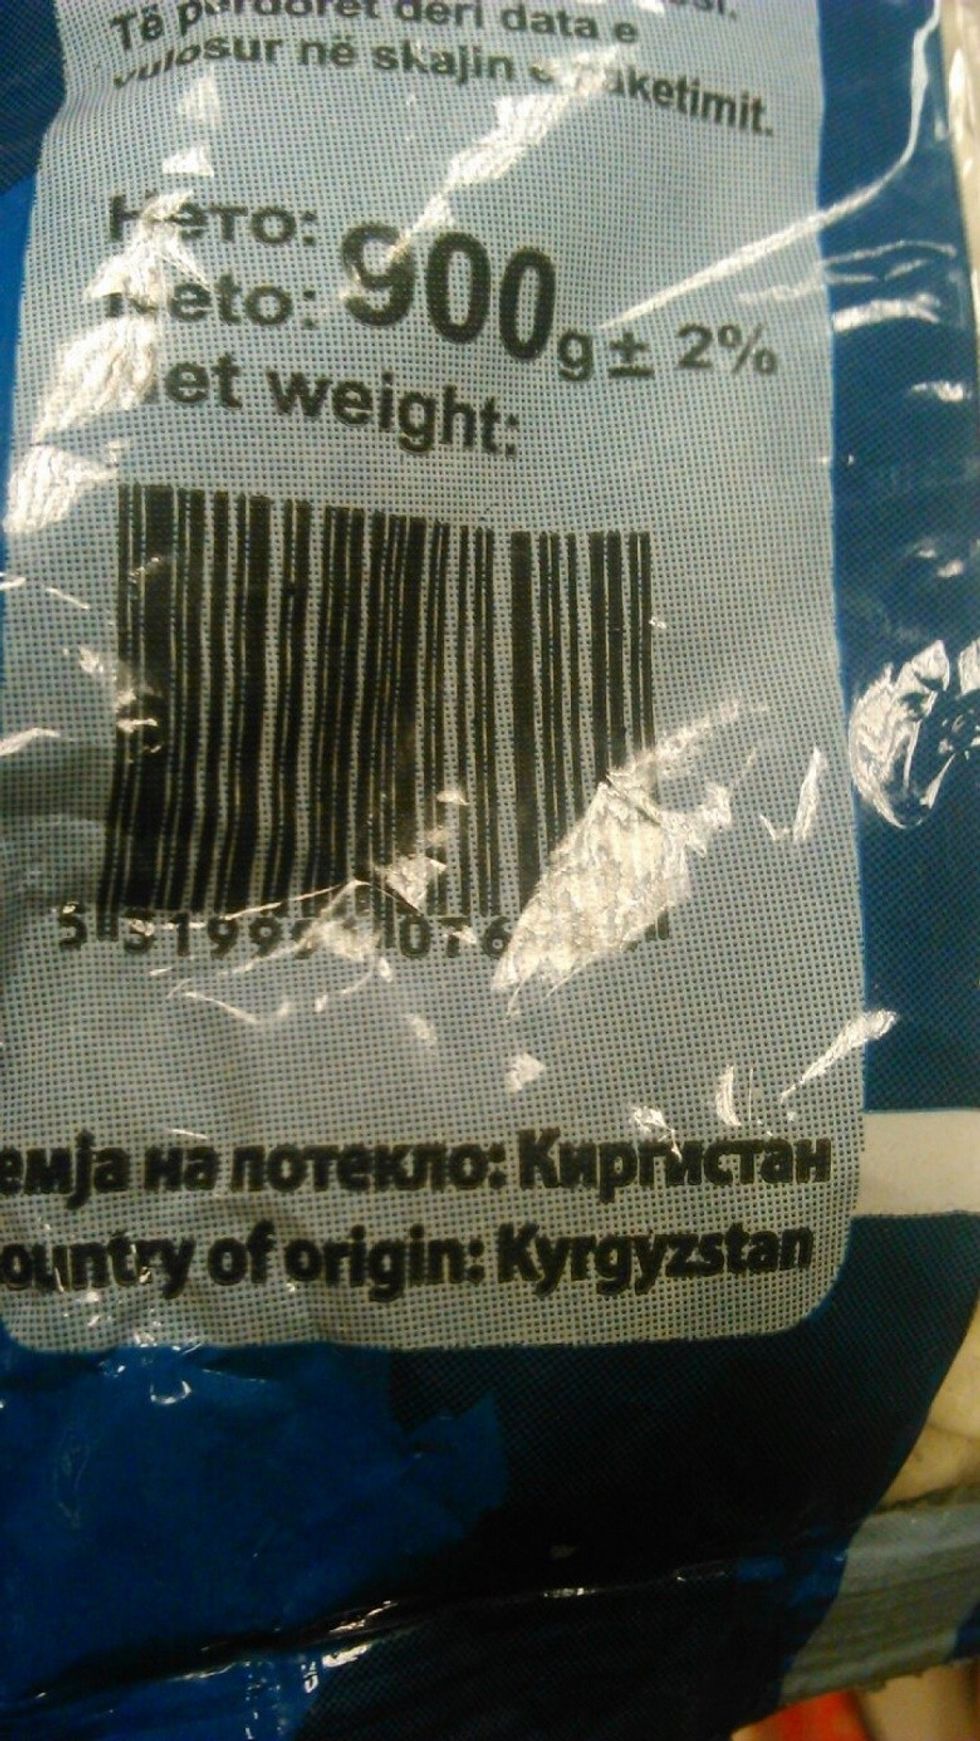 Të përdoret deri data e
vulosur në skajin e paketimit.
Нето:
Neto: 900g ± 2%
Net weight:
емја на потекло: Киргистан
ountry of origin: Kyrgyzstan